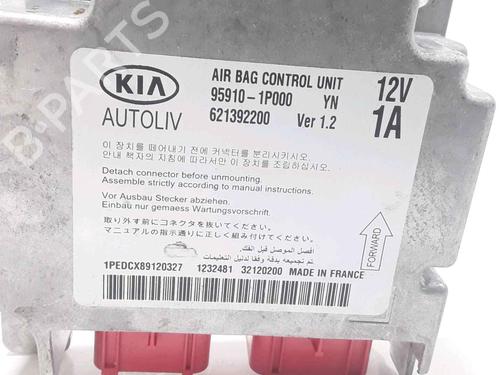 KIA
AUTOLIV
AIR BAG CONTROL UNIT
95910-1P000 YN
621392200 Ver 1.2
12V
1A
이 장치를 떼어내기 전에 커넥터를 분리시키시오.
안내 책자의 지침에 따라서만 이 장치를 조립하시오.
Detach connector before unmounting.
Assemble strictly according to manual instructions.
Vor Ausbau Stecker abziehen.
Einbau nur gemaess Wartungsvorschrift.
取り外す前にコネクタを抜いてください。
マニュアルの指示通りに正しく組み付けてください。
افصل الموصل قبل الفك.
تم تجميعه بدقة وفقا لدليل التعليمات
FORWARD
1PEDCX89120327 1232481 32120200 MADE IN FRANCE
B-PARTS